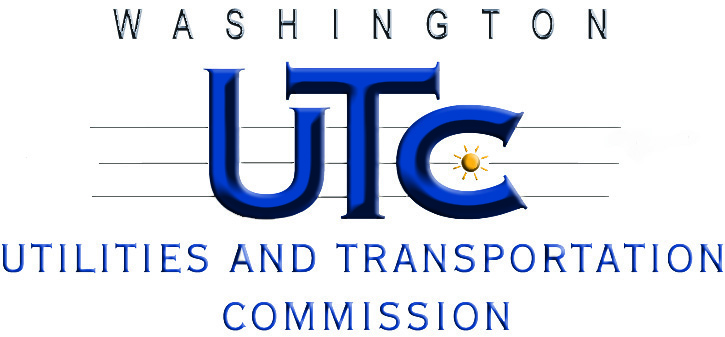 WASHINGTON
UTC
UTILITIES AND TRANSPORTATION
COMMISSION